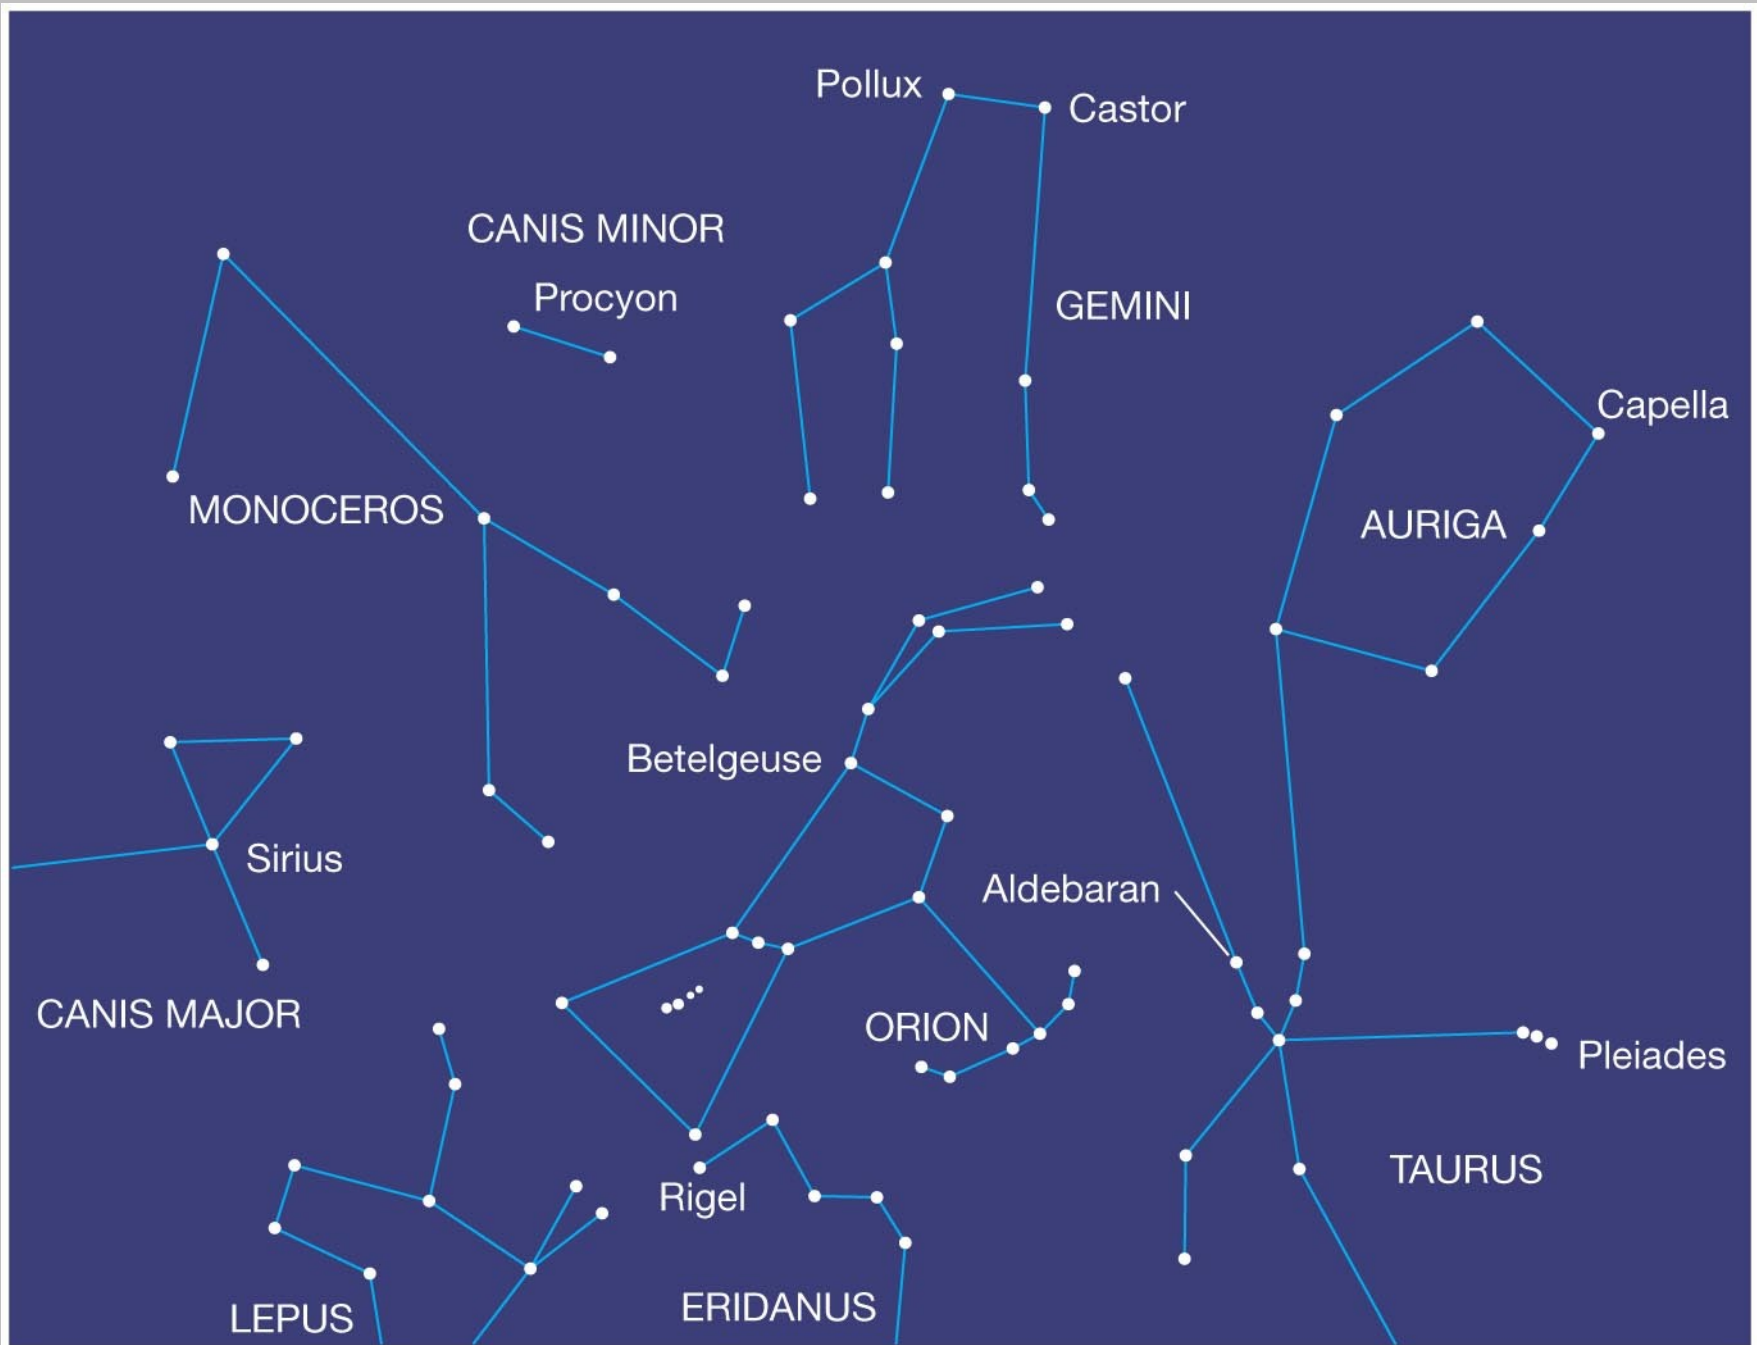 Pollux
Castor
CANIS MINOR
Procyon
GEMINI
Capella
MONOCEROS
AURIGA
Betelgeuse
Sirius
Aldebaran
CANIS MAJOR
ORION
Pleiades
TAURUS
Rigel
ERIDANUS
LEPUS